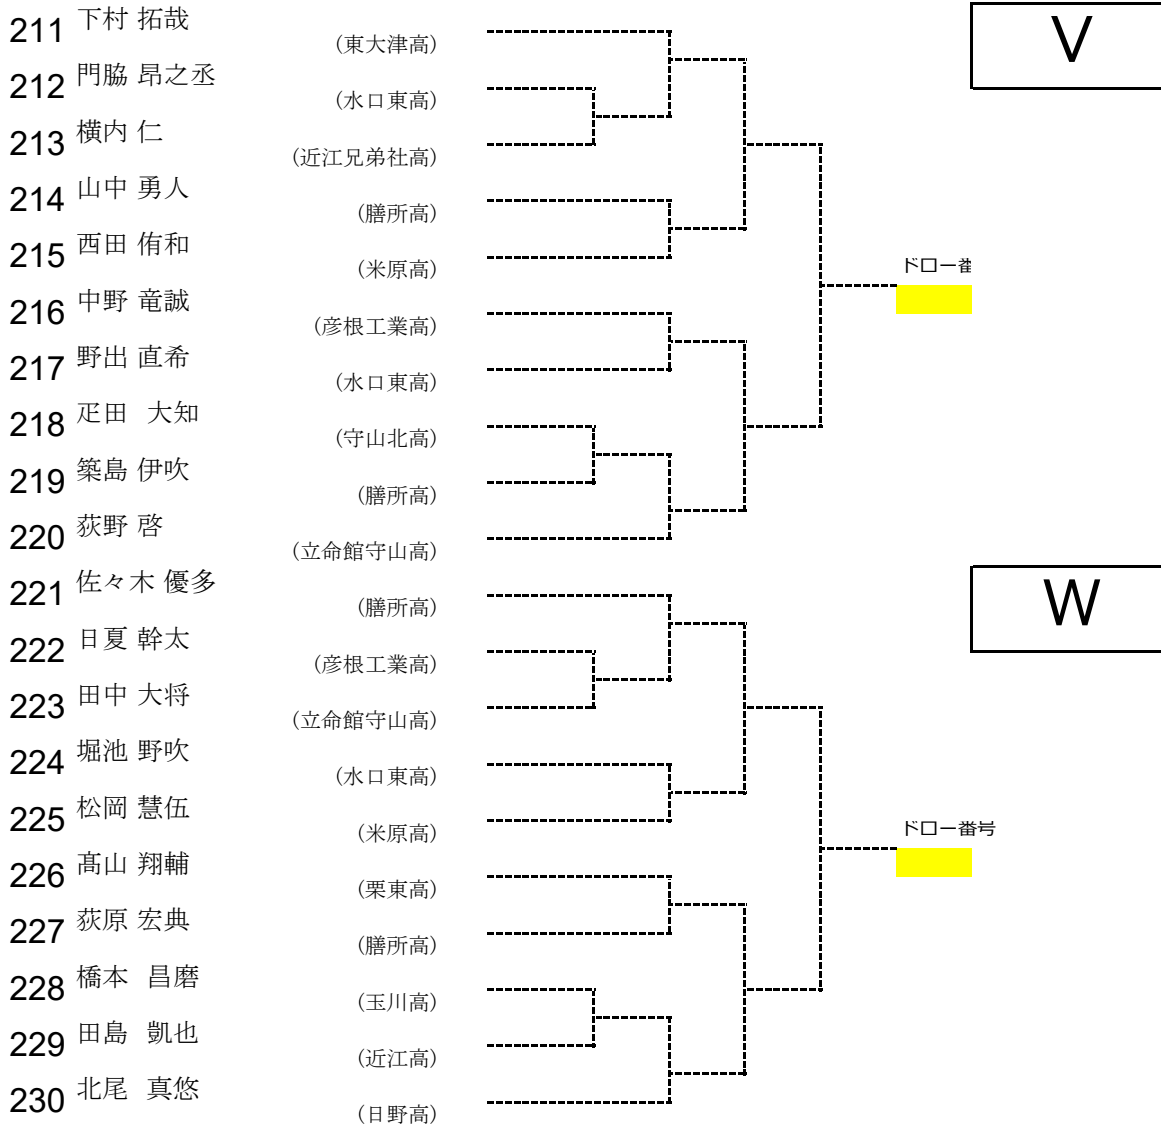 211 下村 拓哉 (東大津高)
V
212 門脇 昂之丞 (水口東高)
213 横内 仁 (近江兄弟社高)
214 山中 勇人 (膳所高)
215 西田 侑和 (米原高)
ドロー番
216 中野 竜誠 (彦根工業高)
217 野出 直希 (水口東高)
218 疋田 大知 (守山北高)
219 築島 伊吹 (膳所高)
220 荻野 啓 (立命館守山高)
221 佐々木 優多 (膳所高)
W
222 日夏 幹太 (彦根工業高)
223 田中 大将 (立命館守山高)
224 堀池 野吹 (水口東高)
225 松岡 慧伍 (米原高)
ドロー番号
226 髙山 翔輔 (栗東高)
227 荻原 宏典 (膳所高)
228 橋本 昌磨 (玉川高)
229 田島 凱也 (近江高)
230 北尾 真悠 (日野高)